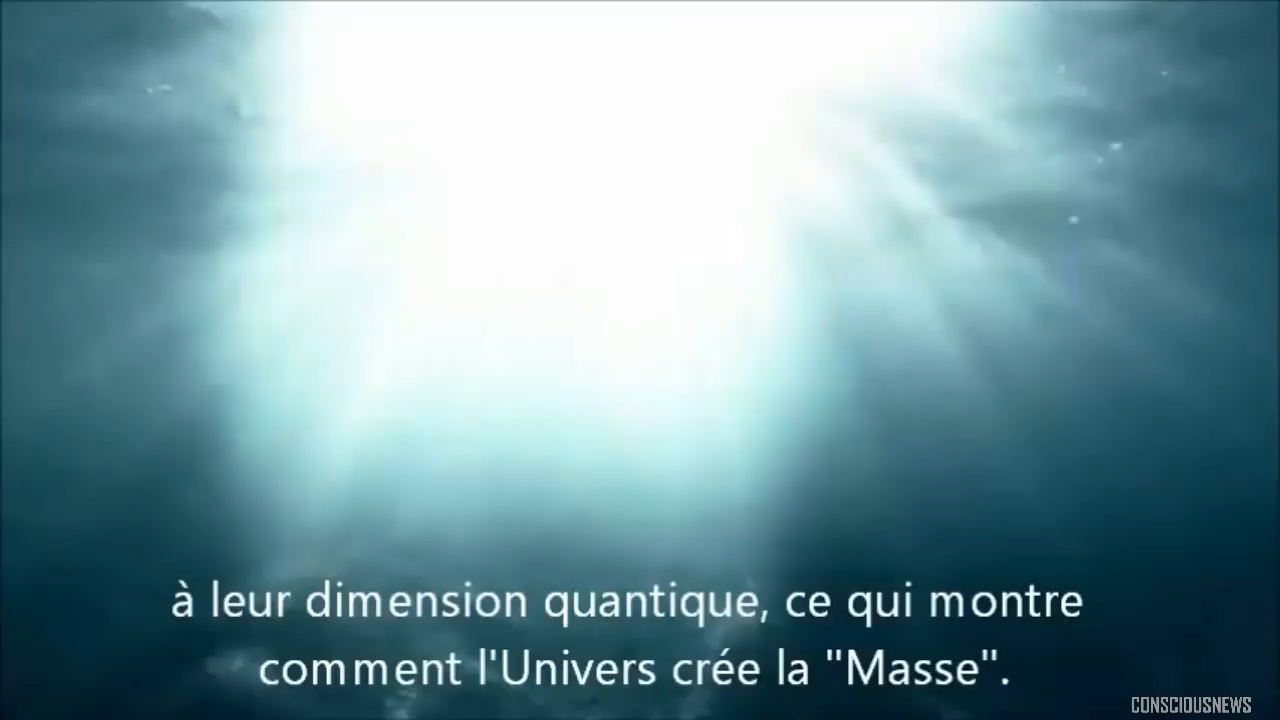 à leur dimension quantique, ce qui montre
comment l'Univers crée la "Masse".
CONSCIOUSNEWS